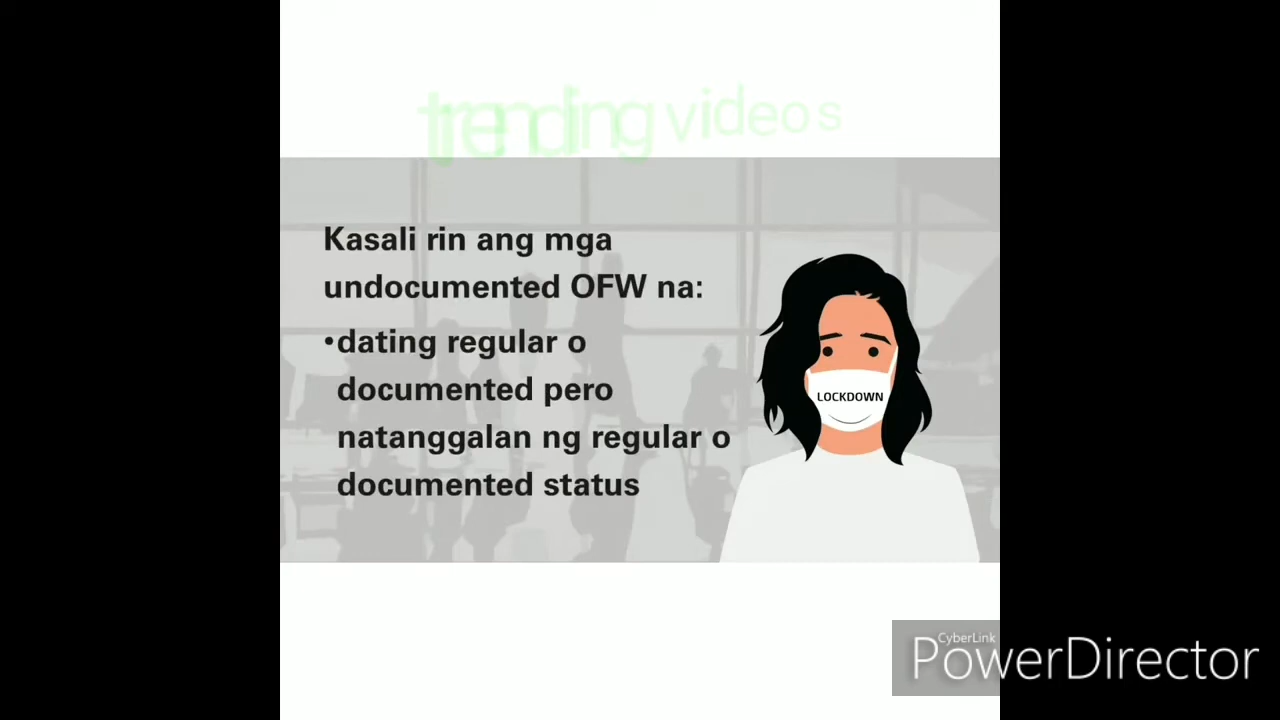 trending videos
Kasali rin ang mga
undocumented OFW na:
•dating regular o
documented pero
natanggalan ng regular o
documented status
LOCKDOWN
CyberLink
PowerDirector